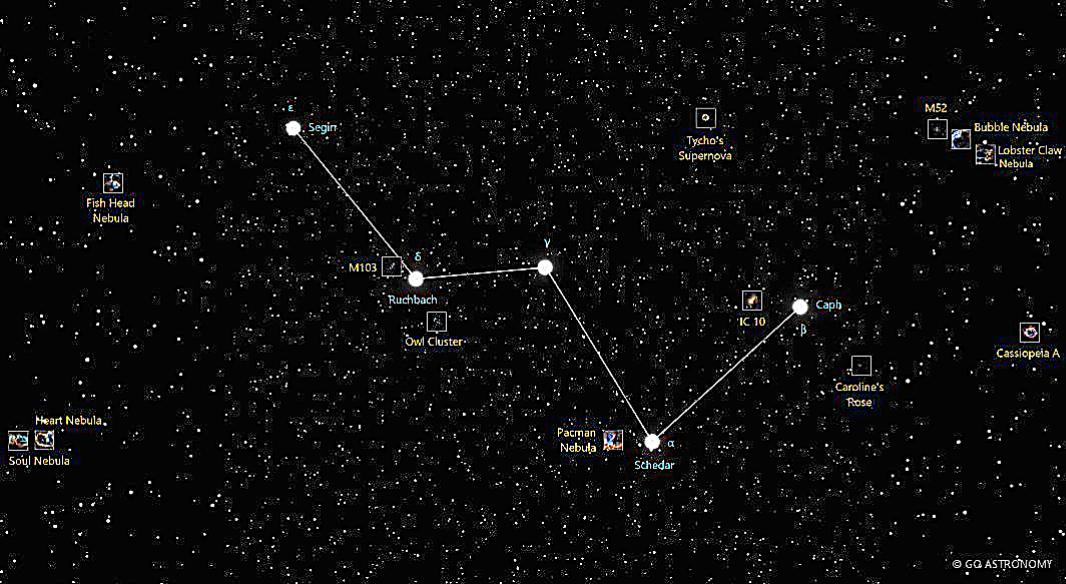 ε
Segin
Tycho's
Supernova
M52
Bubble Nebula
Lobster Claw
Nebula
Fish Head
Nebula
γ
δ
M103
Ruchbach
Owl Cluster
IC 10
Caph
β
Cassiopeia A
Caroline's
Rose
Heart Nebula
Soul Nebula
Pacman
Nebula
α
Schedar
© GO ASTRONOMY